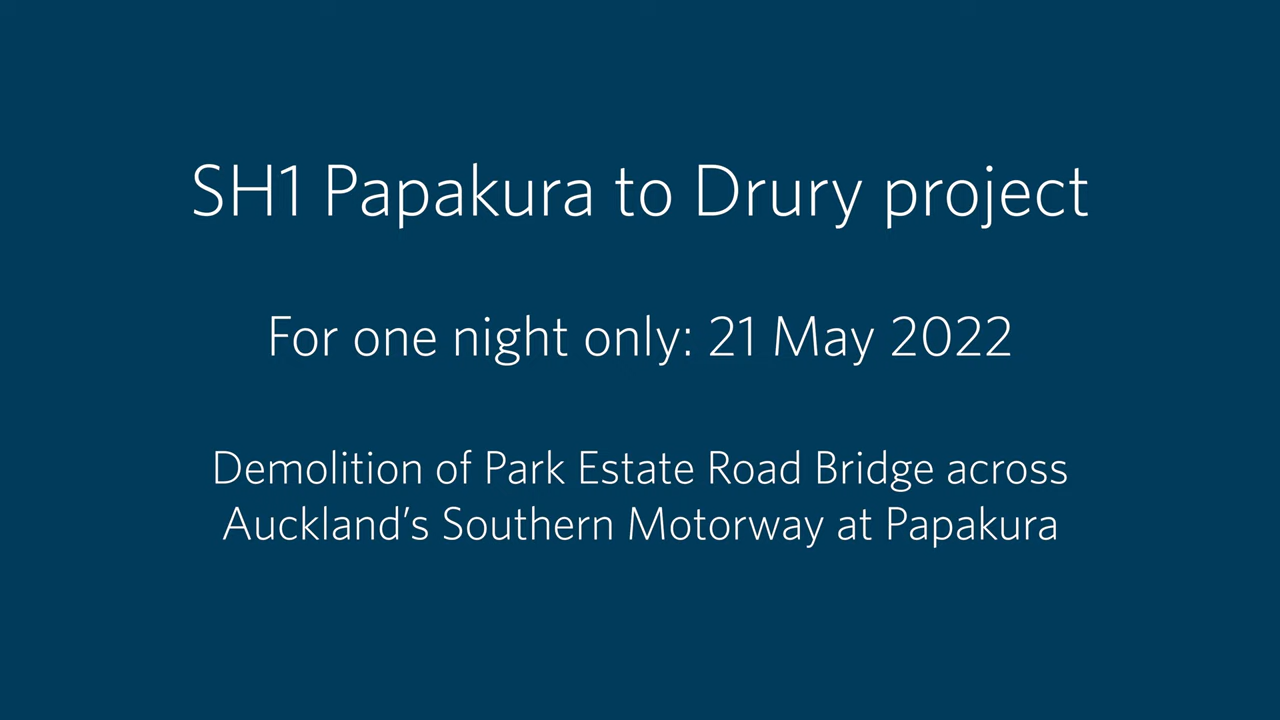 SH1 Papakura to Drury project
For one night only: 21 May 2022
Demolition of Park Estate Road Bridge across
Auckland’s Southern Motorway at Papakura